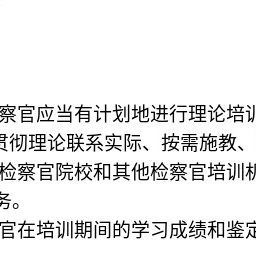 察官应当有计划地进行理论培训
贯彻理论联系实际、按需施教、
检察官院校和其他检察官培训机
务。
官在培训期间的学习成绩和鉴定